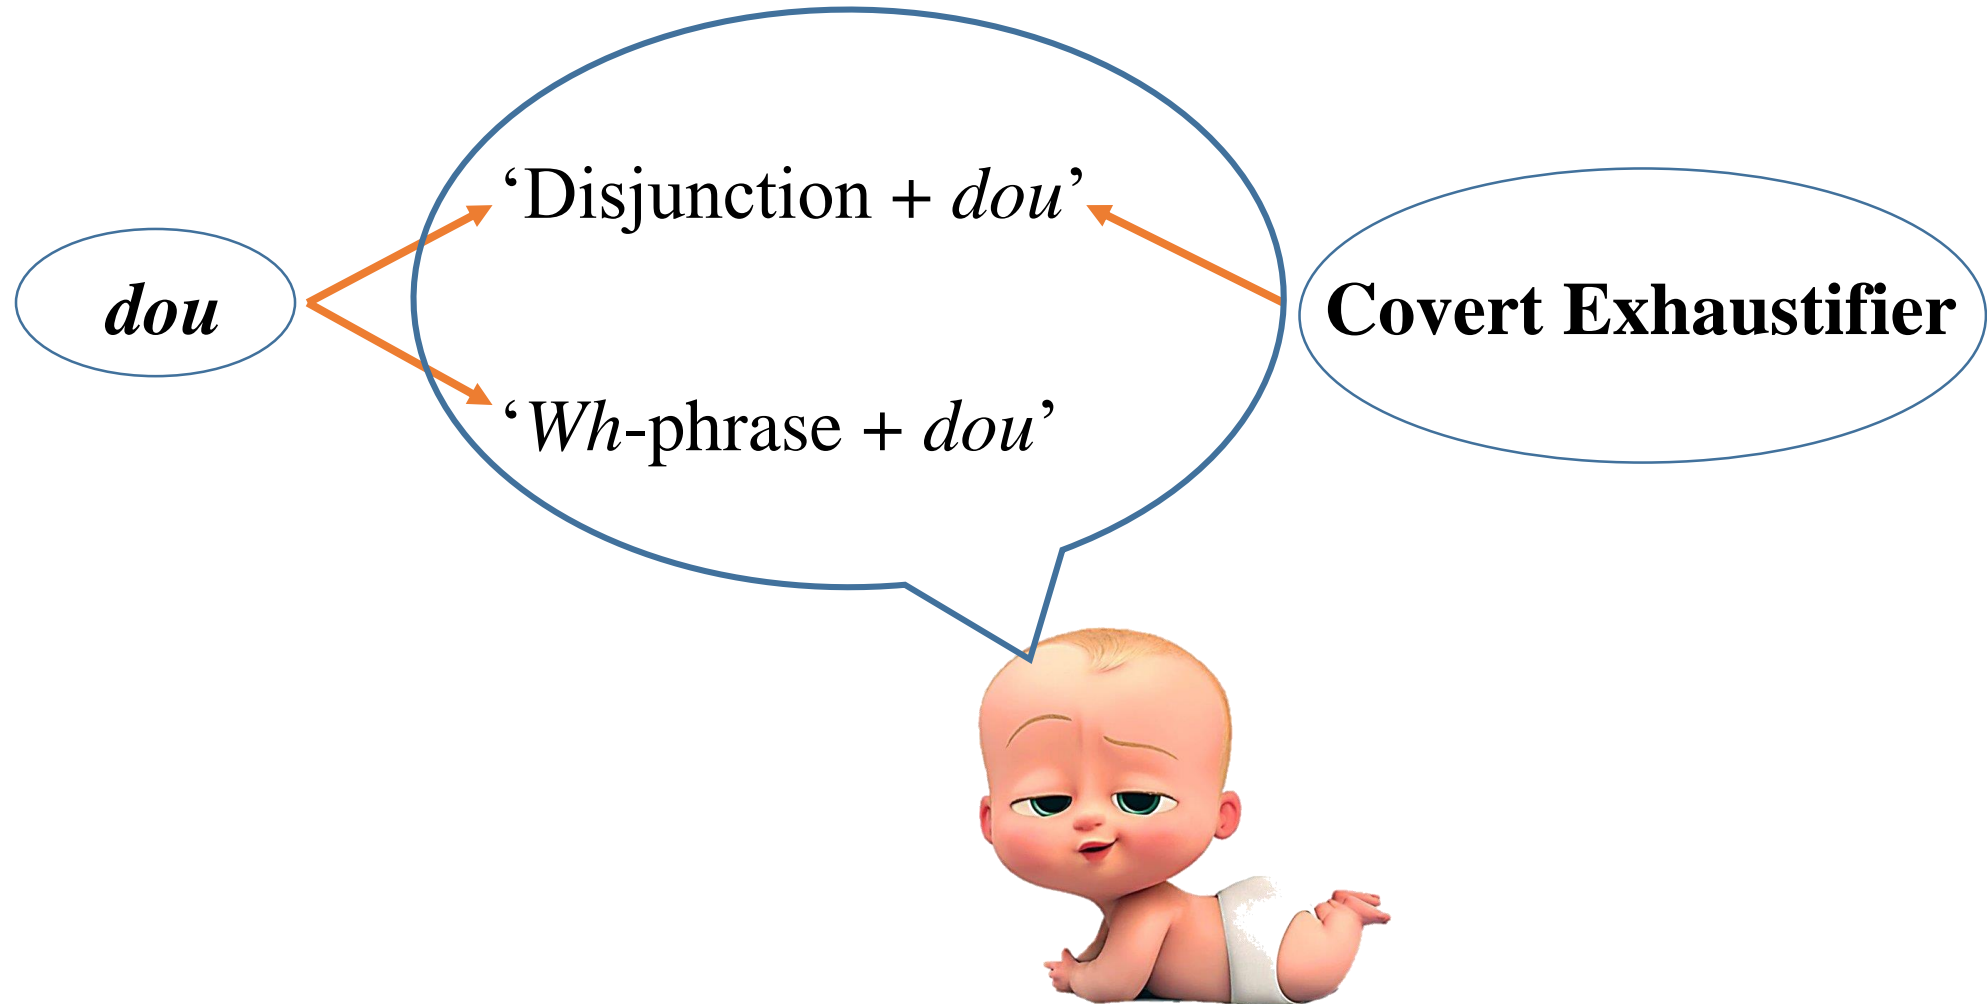 ‘Disjunction + dou’
dou
Covert Exhaustifier
‘Wh-phrase + dou’